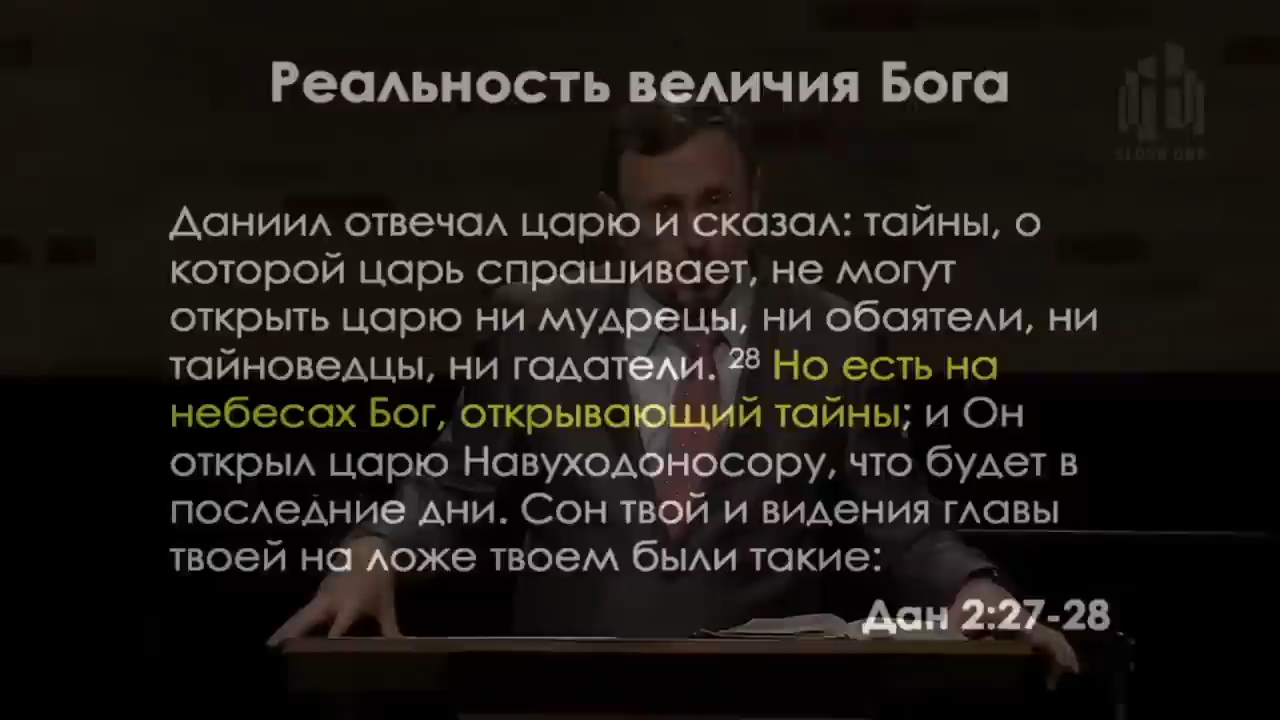 Реальность величия Бога
SLOVO ORG
Даниил отвечал царю и сказал: тайны, о
которой царь спрашивает, не могут
открыть царю ни мудрецы, ни обаятели, ни
тайноведцы, ни гадатели. ²⁸ Но есть на
небесах Бог, открывающий тайны; и Он
открыл царю Навуходоносору, что будет в
последние дни. Сон твой и видения главы
твоей на ложе твоем были такие:
Дан 2:27-28